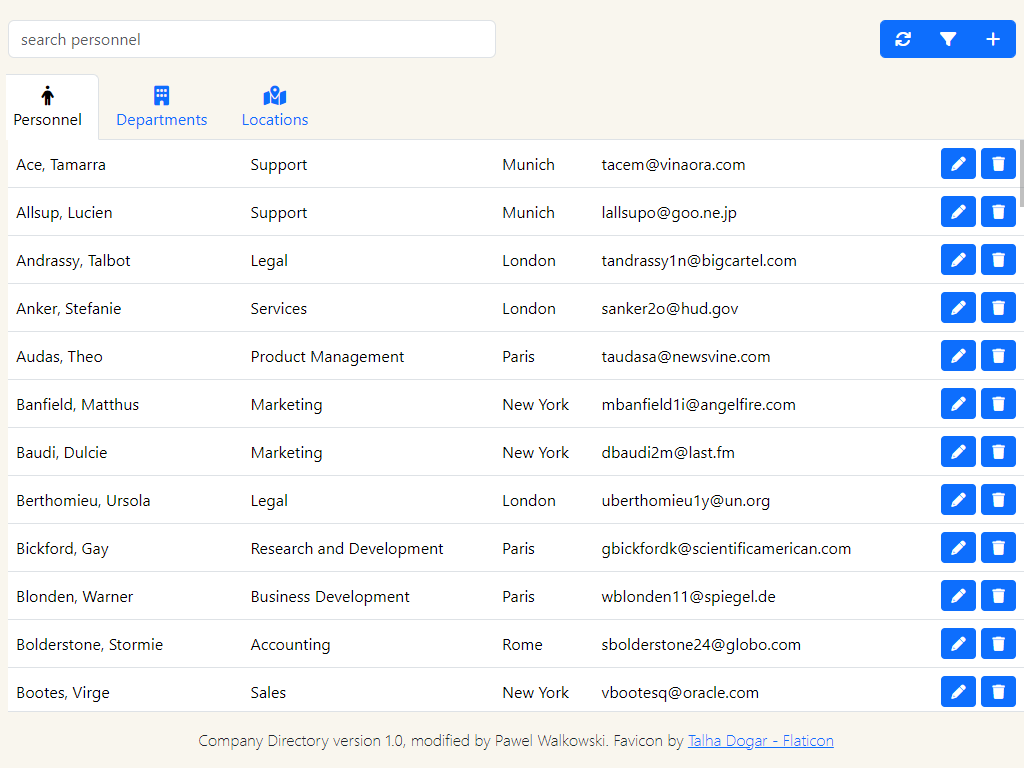 search personnel
Personnel Departments Locations
Ace, Tamarra Support Munich tacem@vinaora.com
Allsup, Lucien Support Munich lallsupo@goo.ne.jp
Andrassy, Talbot Legal London tandrassy1n@bigcartel.com
Anker, Stefanie Services London sanker2o@hud.gov
Audas, Theo Product Management Paris taudasa@newsvine.com
Banfield, Matthus Marketing New York mbanfield1i@angelfire.com
Baudi, Dulcie Marketing New York dbaudi2m@last.fm
Berthomieu, Ursola Legal London uberthomieu1y@un.org
Bickford, Gay Research and Development Paris gbickfordk@scientificamerican.com
Blonden, Warner Business Development Paris wblonden11@spiegel.de
Bolderstone, Stormie Accounting Rome sbolderstone24@globo.com
Bootes, Virge Sales New York vbootesq@oracle.com
Company Directory version 1.0, modified by Pawel Walkowski. Favicon by Talha Dogar - Flaticon